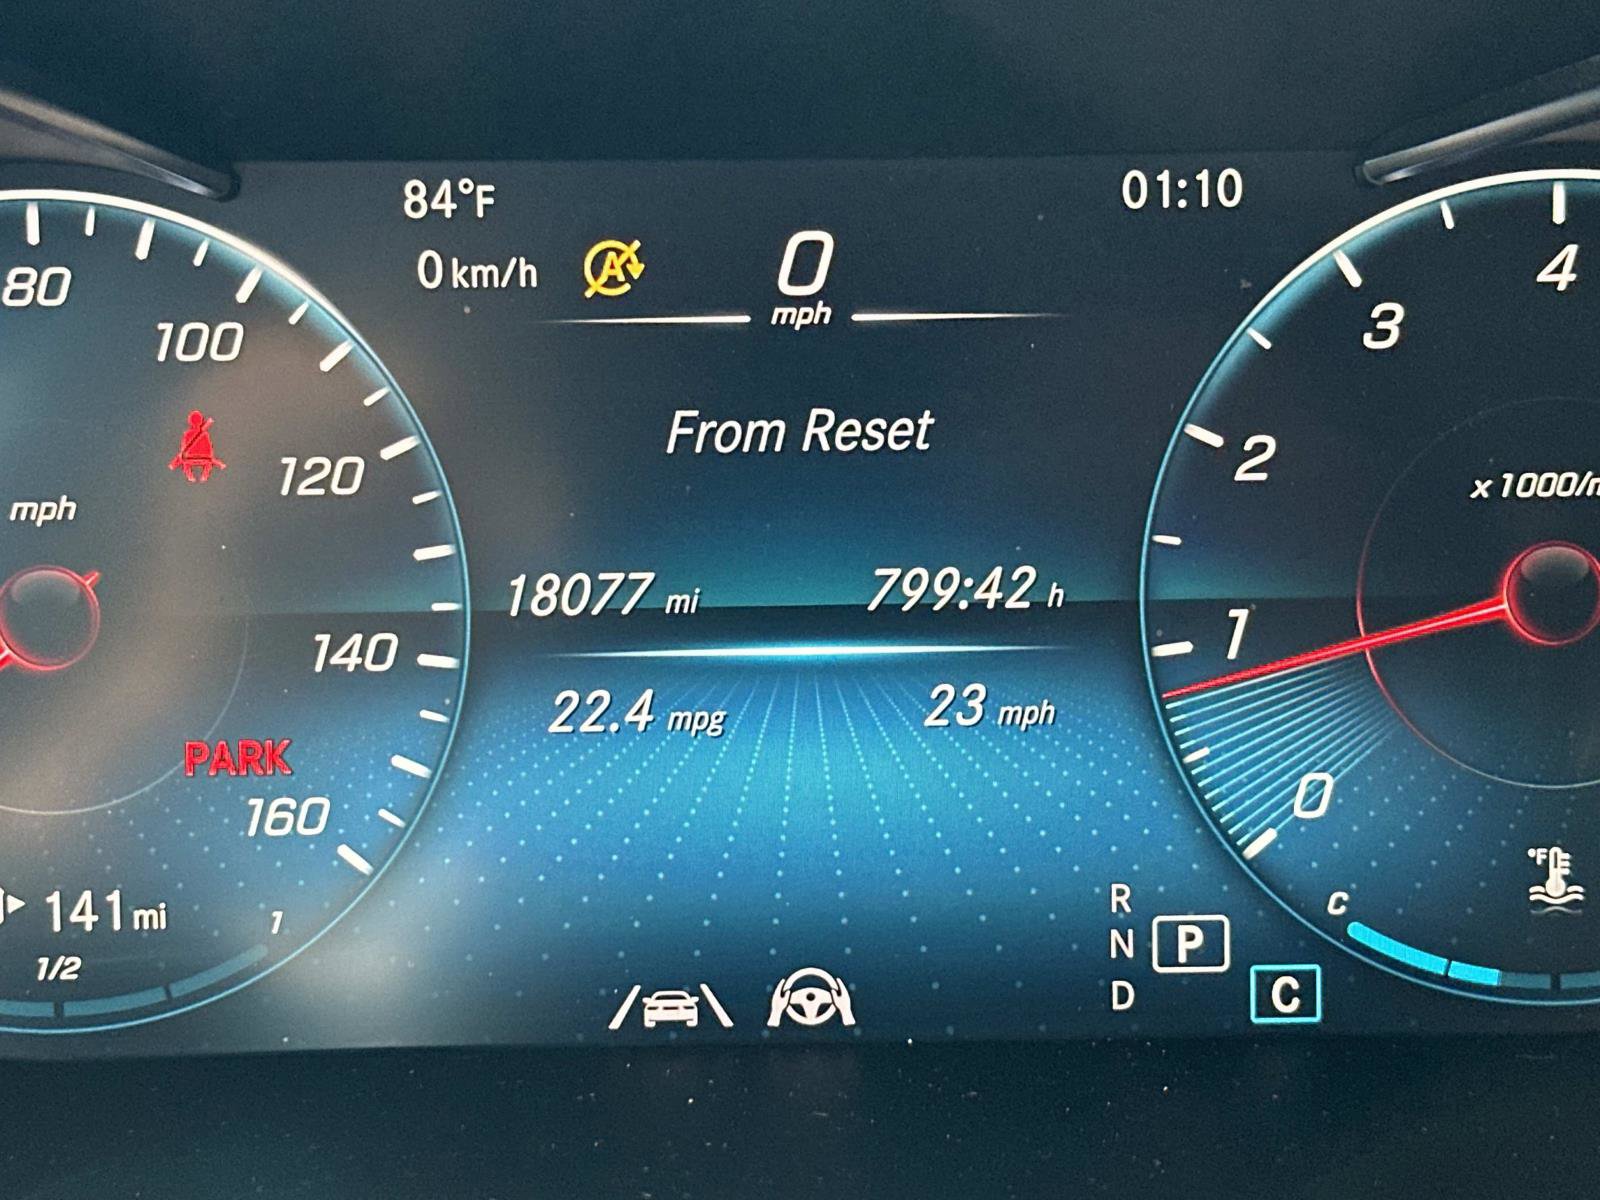 84°F
01:10
0 km/h
A
0
mph
80
100
120
140
160
mph
PARK
141 mi
1/2
1
From Reset
18077 mi
799:42 h
22.4 mpg
23 mph
4
3
2
1
0
x 1000/
°F
C
R
N
D
P
C